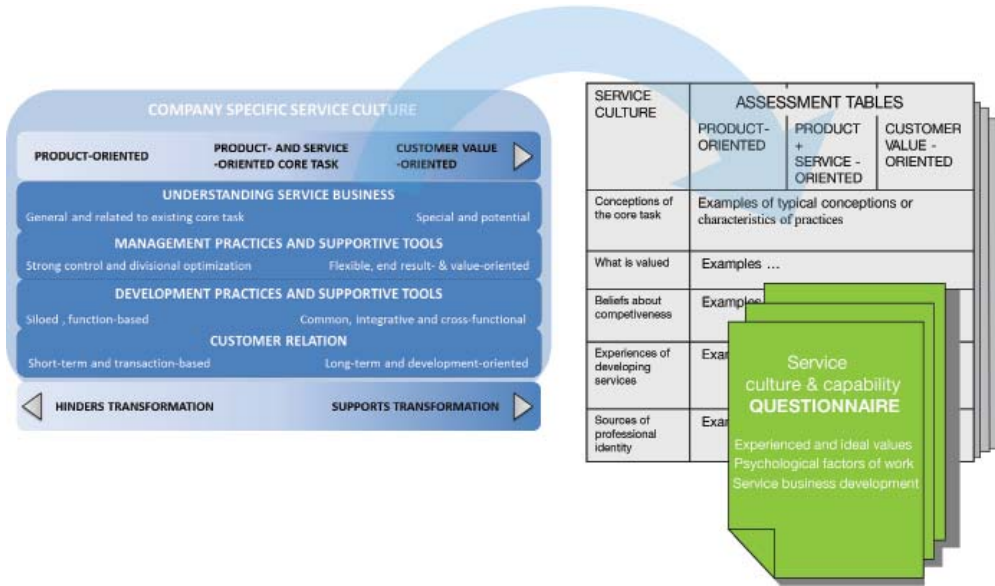 COMPANY SPECIFIC SERVICE CULTURE
PRODUCT-ORIENTED
PRODUCT- AND SERVICE
-ORIENTED CORE TASK
CUSTOMER VALUE
-ORIENTED
UNDERSTANDING SERVICE BUSINESS
General and related to existing core task
Special and potential
MANAGEMENT PRACTICES AND SUPPORTIVE TOOLS
Strong control and divisional optimization
Flexible, end result- & value-oriented
DEVELOPMENT PRACTICES AND SUPPORTIVE TOOLS
Siloed , function-based
Common, integrative and cross-functional
CUSTOMER RELATION
Short-term and transaction-based
Long-term and development-oriented
HINDERS TRANSFORMATION
SUPPORTS TRANSFORMATION
SERVICE
CULTURE
ASSESSMENT TABLES
PRODUCT-
ORIENTED
PRODUCT
+
SERVICE -
ORIENTED
CUSTOMER
VALUE -
ORIENTED
Conceptions of
the core task
Examples of typical conceptions or
characteristics of practices
What is valued
Examples ...
Beliefs about
competiveness
Examples
Experiences of
developing
services
Exam
Sources of
professional
identity
Exam
Service
culture & capability
QUESTIONNAIRE
Experienced and ideal values
Psychological factors of work
Service business development